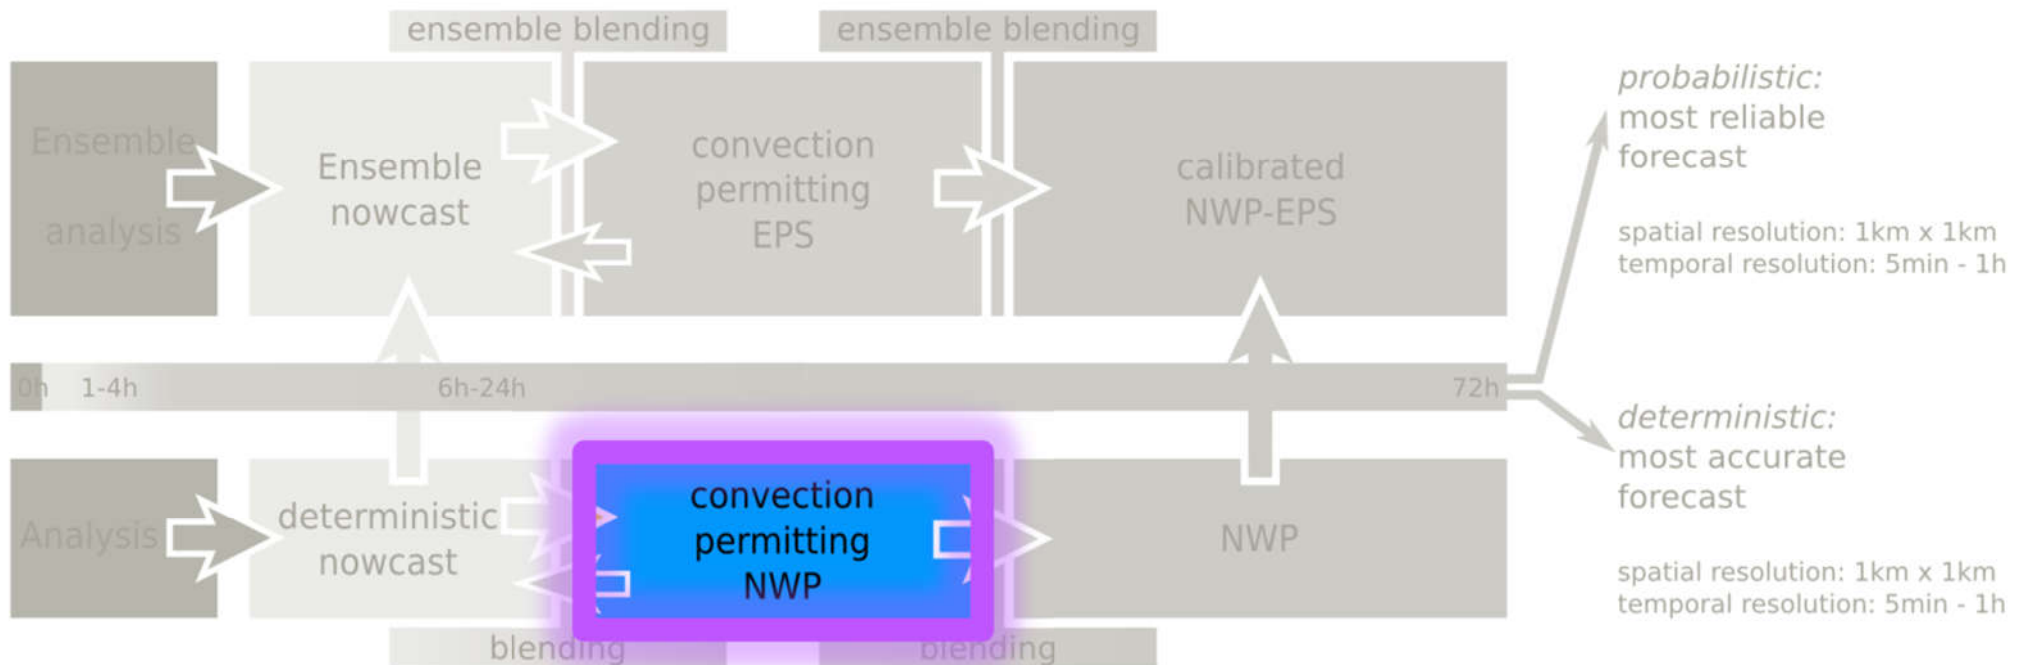 ensemble blending
ensemble blending
Ensemble
analysis
Ensemble
nowcast
convection
permitting
EPS
calibrated
NWP-EPS
probabilistic:
most reliable
forecast
spatial resolution: 1km x 1km
temporal resolution: 5min - 1h
0h
1-4h
6h-24h
72h
Analysis
deterministic
nowcast
convection
permitting
NWP
NWP
deterministic:
most accurate
forecast
spatial resolution: 1km x 1km
temporal resolution: 5min - 1h
blending
blending